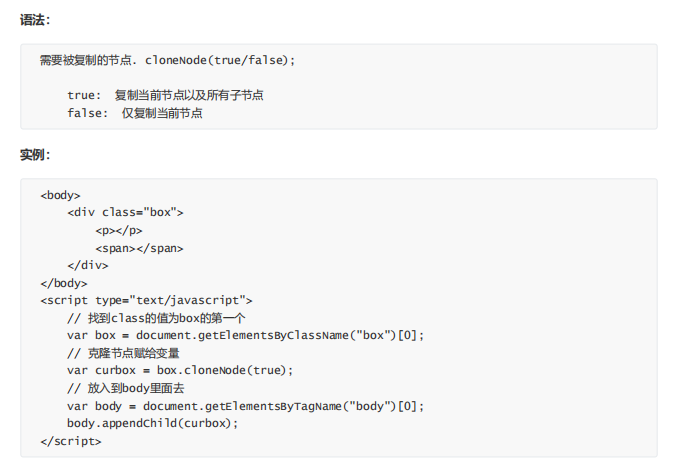 语法：
需要被复制的节点. cloneNode(true/false);
true:  复制当前节点以及所有子节点
false:  仅复制当前节点
实例：
<body>
    <div class="box">
        <p></p>
        <span></span>
    </div>
</body>
<script type="text/javascript">
    // 找到class的值为box的第一个
    var box = document.getElementsByClassName("box")[0];
    // 克隆节点赋给变量
    var curbox = box.cloneNode(true);
    // 放入到body里面去
    var body = document.getElementsByTagName("body")[0];
    body.appendChild(curbox);
</script>